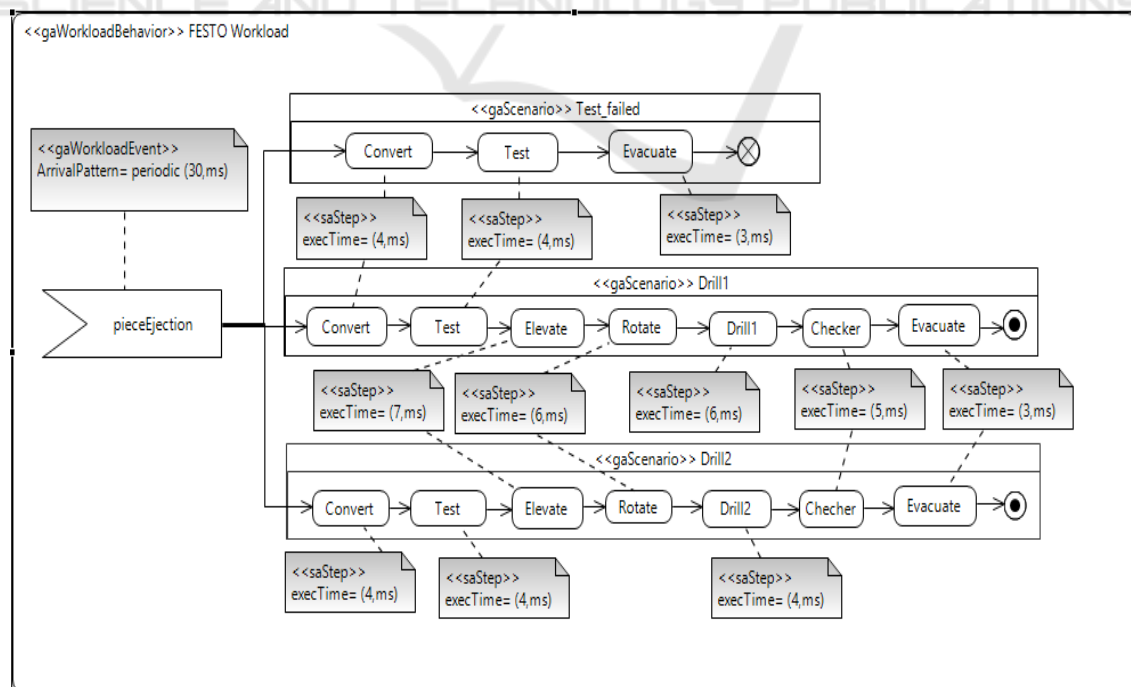 SCIENCE AND TECHNOLOGY PUBLICATIONS
<<gaWorkloadBehavior>> FESTO Workload
<<gaScenario>> Test_failed
<<gaWorkloadEvent>>
ArrivalPattern= periodic (30,ms)
Convert
Test
Evacuate
<<saStep>>
execTime= (4,ms)
<<saStep>>
execTime= (4,ms)
<<saStep>>
execTime= (3,ms)
pieceEjection
<<gaScenario>> Drill1
Convert
Test
Elevate
Rotate
Drill1
Checker
Evacuate
<<saStep>>
execTime= (7,ms)
<<saStep>>
execTime= (6,ms)
<<saStep>>
execTime= (6,ms)
<<saStep>>
execTime= (5,ms)
<<saStep>>
execTime= (3,ms)
<<gaScenario>> Drill2
Convert
Test
Elevate
Rotate
Drill2
Checher
Evacuate
<<saStep>>
execTime= (4,ms)
<<saStep>>
execTime= (4,ms)
<<saStep>>
execTime= (4,ms)